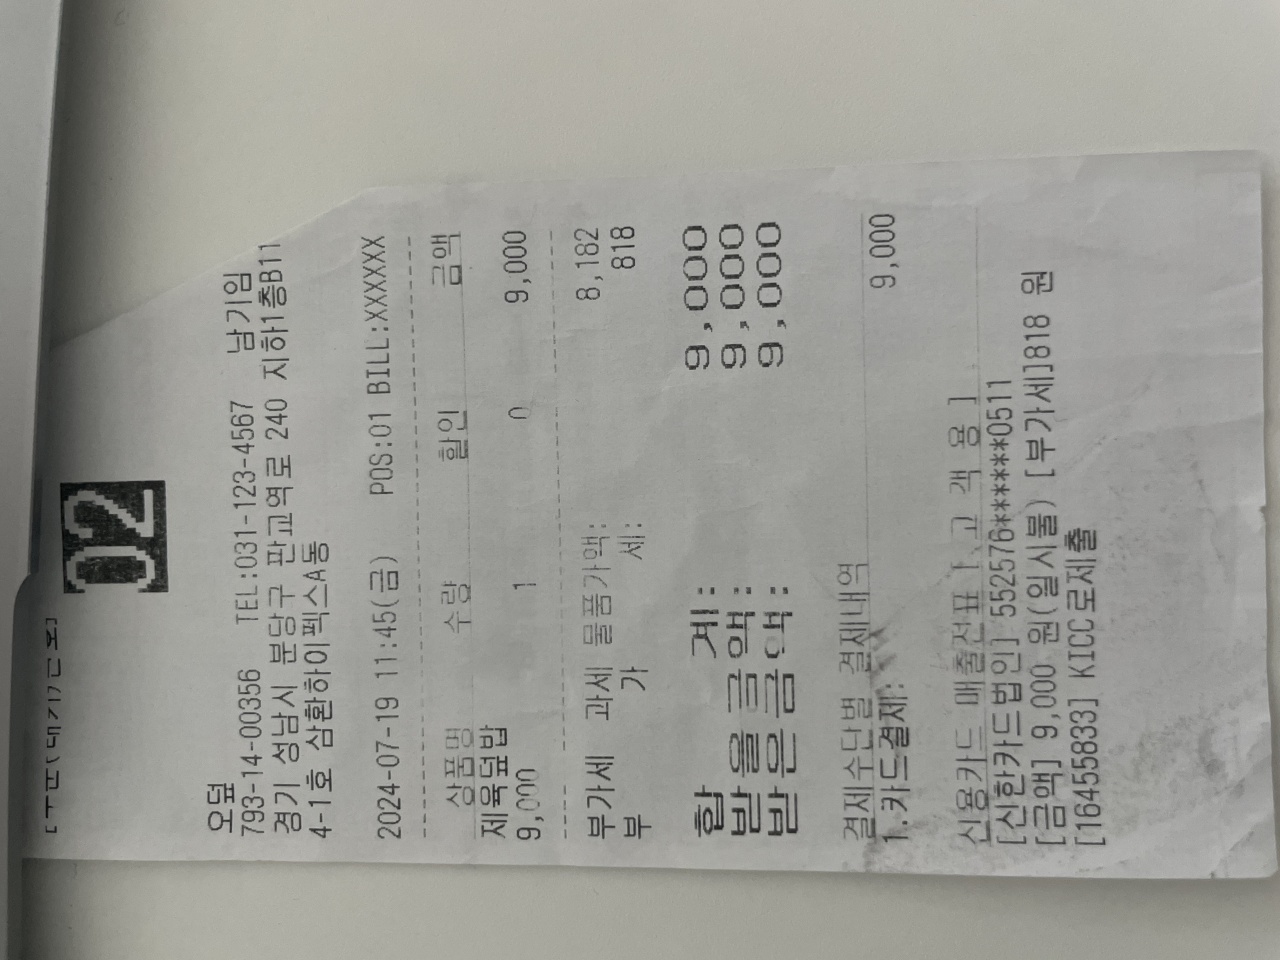 02
오덮
793-14-00356 TEL:031-123-4567 남기임
경기 성남시 분당구 판교역로 240 지하1층B11
4-1호 삼환하이펙스A동
2024-07-19 11:45(금) POS:01 BILL:XXXXXX
상품명 수량 할인 금액
제육덮밥
9,000 1 0 9,000
부가세 과세 물품가액: 8,182
부 가 세: 818
합 계: 9,000
받을금액: 9,000
받은금액: 9,000
결제수단별 결제내역
1.카드결제: 9,000
신용카드 매출전표 [ 고 객 용 ]
[신한카드법인] 552576******0511
[금액] 9,000 원(일시불) [부가세]818 원
[16455833] KICC로제출